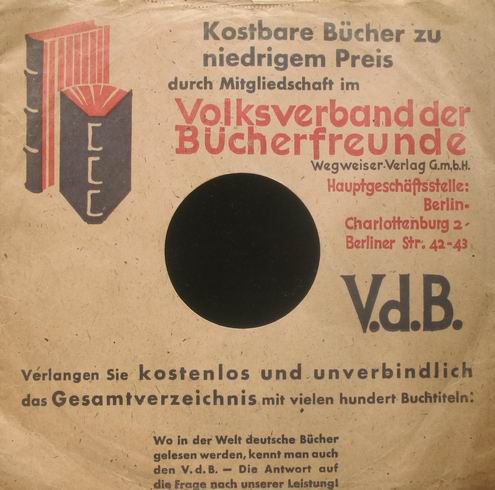 Kostbare Bücher zu
niedrigem Preis
durch Mitgliedschaft im
Volksverband der
Bücherfreunde
Wegweiser-Verlag G.m.b.H.
Hauptgeschäftsstelle:
Berlin-
Charlottenburg 2-
Berliner Str. 42-43
V.d.B.
Verlangen Sie kostenlos und unverbindlich
das Gesamtverzeichnis mit vielen hundert Buchtiteln:
Wo in der Welt deutsche Bücher
gelesen werden, kennt man auch
den V.d.B. — Die Antwort auf
die Frage nach unserer Leistung!